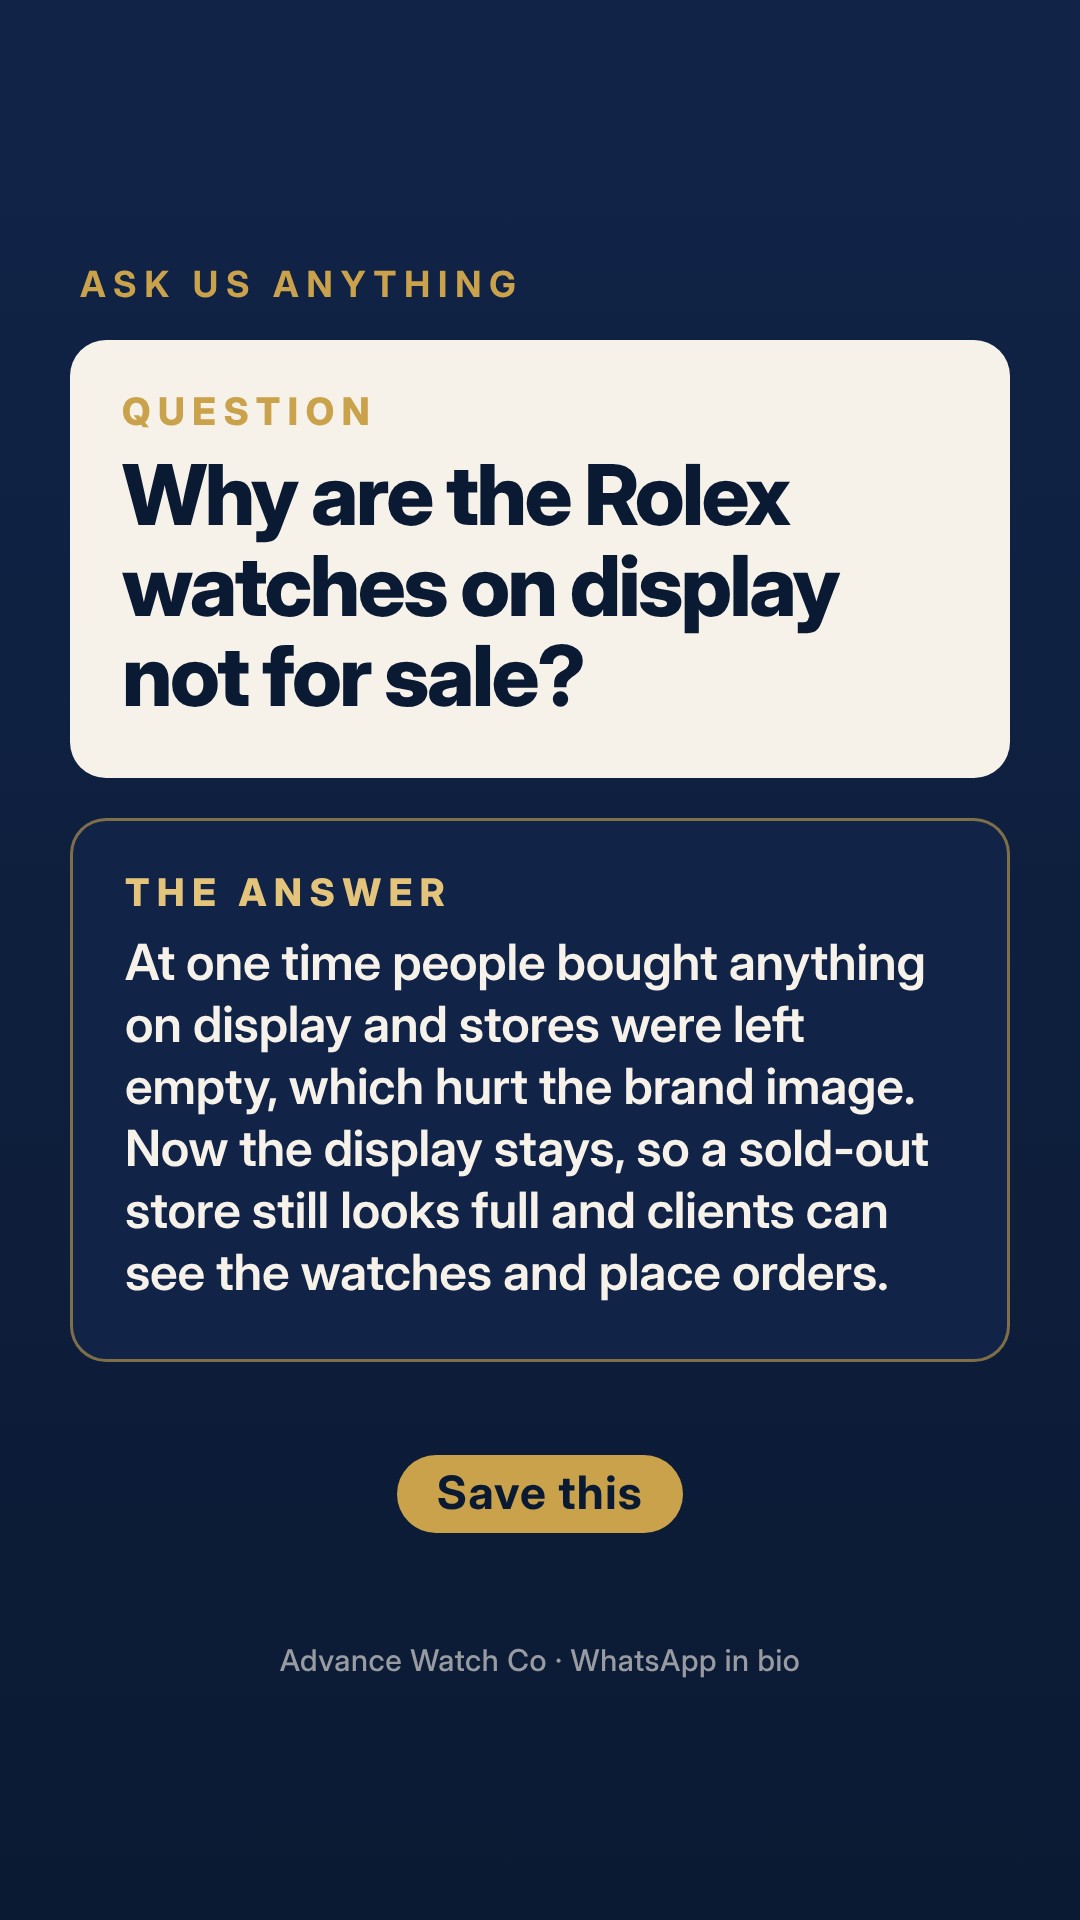 ASK US ANYTHING
QUESTION
Why are the Rolex
watches on display
not for sale?
THE ANSWER
At one time people bought anything
on display and stores were left
empty, which hurt the brand image.
Now the display stays, so a sold-out
store still looks full and clients can
see the watches and place orders.
Save this
Advance Watch Co · WhatsApp in bio